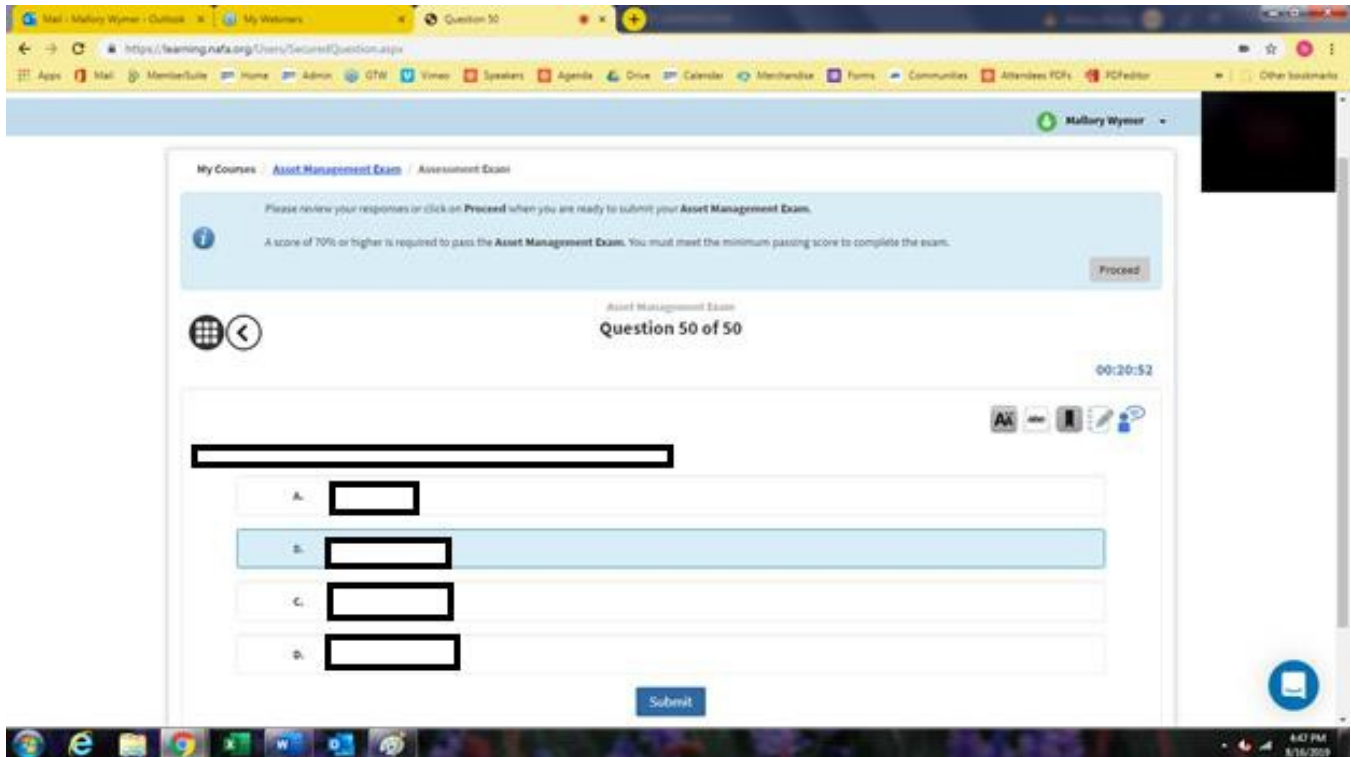 Mail - Mallory Wymer - Outlook
My Webinars
Question 50
https://learning.nafa.org/Users/SecuredQuestion.aspx
Apps Mail MemberSuite Home Admin GTW Vimeo Speakers Agenda Drive Calendar Merchandise Forms Communities Attendees PDFs PDFeditor Other bookmarks
Mallory Wymer
My Courses / Asset Management Exam / Assessment Exam
Please review your responses or click on Proceed when you are ready to submit your Asset Management Exam.
A score of 70% or higher is required to pass the Asset Management Exam. You must meet the minimum passing score to complete the exam.
Proceed
Asset Management Exam
Question 50 of 50
00:20:52
AA abc
A.
B.
C.
D.
Submit
4:47 PM
8/16/2019